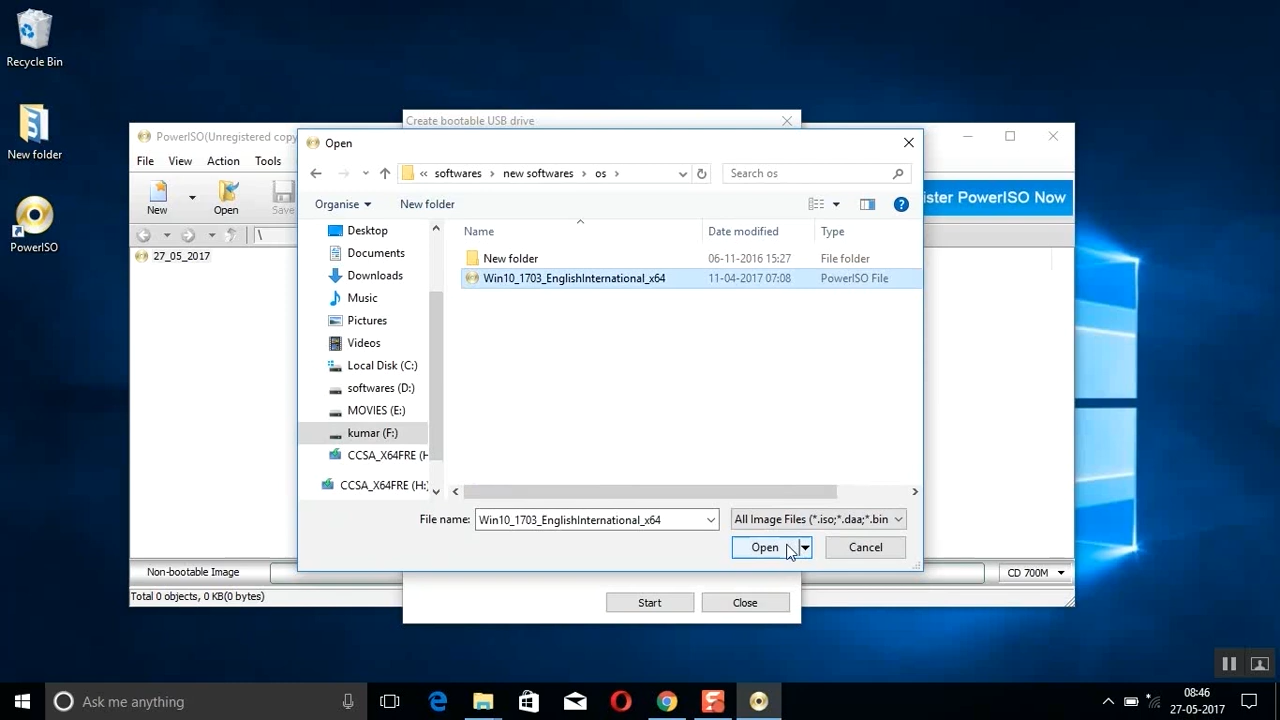 Recycle Bin
New folder
PowerISO
Create bootable USB drive
PowerISO(Unregistered copy
File View Action Tools
New Open Save
ister PowerISO Now
\
27_05_2017
Open
« softwares › new softwares › os ›
Search os
Organise New folder
Name Date modified Type
Desktop
Documents
Downloads
Music
Pictures
Videos
Local Disk (C:)
softwares (D:)
MOVIES (E:)
kumar (F:)
CCSA_X64FRE (H
CCSA_X64FRE (H:
New folder 06-11-2016 15:27 File folder
Win10_1703_EnglishInternational_x64 11-04-2017 07:08 PowerISO File
File name: Win10_1703_EnglishInternational_x64 All Image Files (*.iso;*.daa;*.bin
Open Cancel
Non-bootable Image CD 700M
Total 0 objects, 0 KB(0 bytes)
Start Close
Ask me anything
08:46
27-05-2017